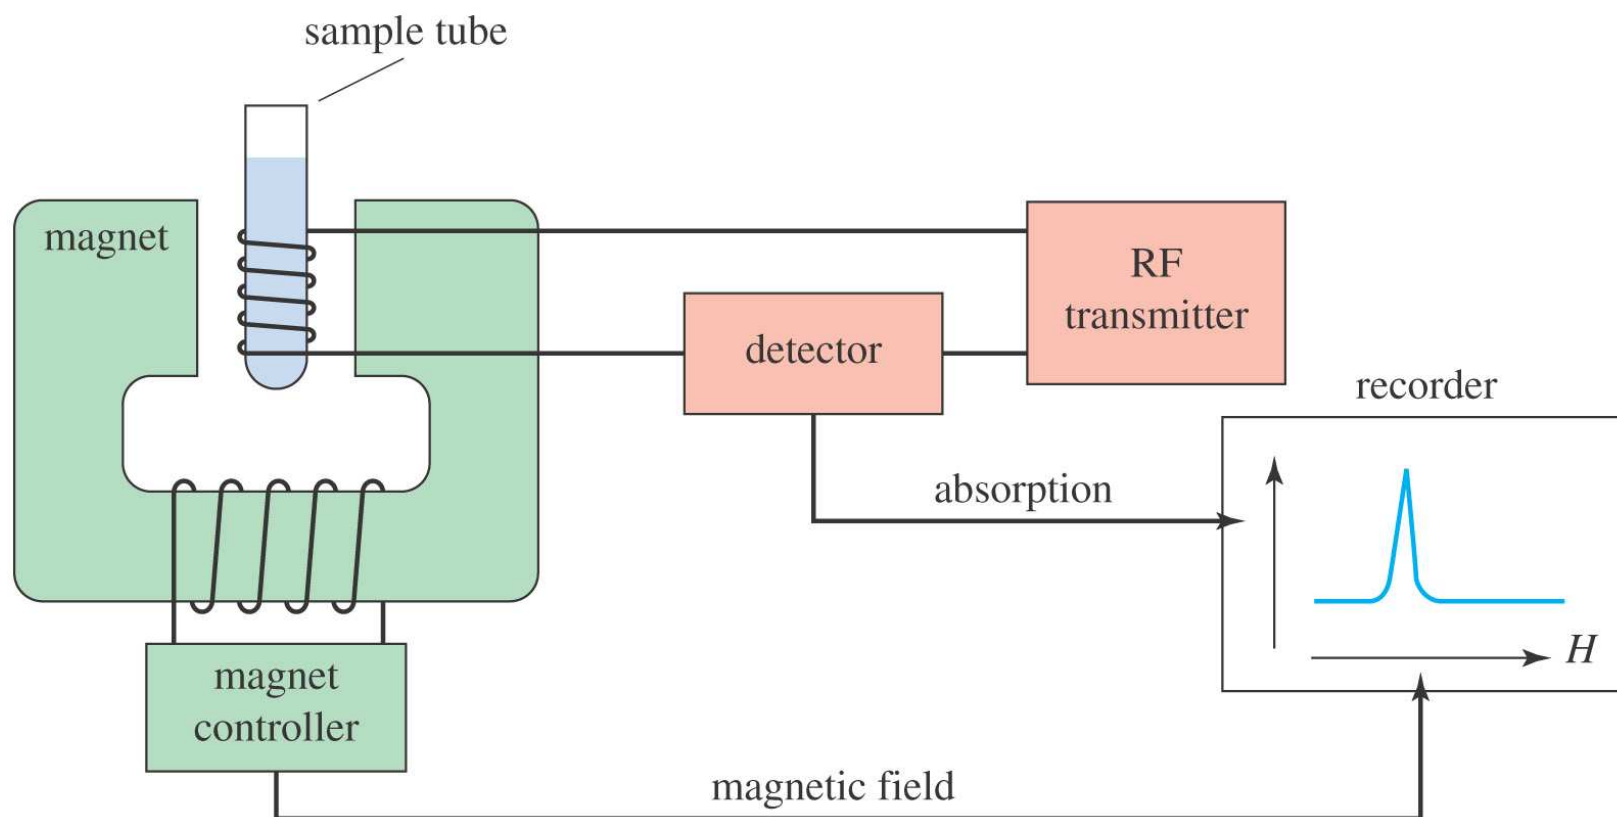 sample tube
magnet
RF
transmitter
detector
recorder
absorption
H
magnet
controller
magnetic field